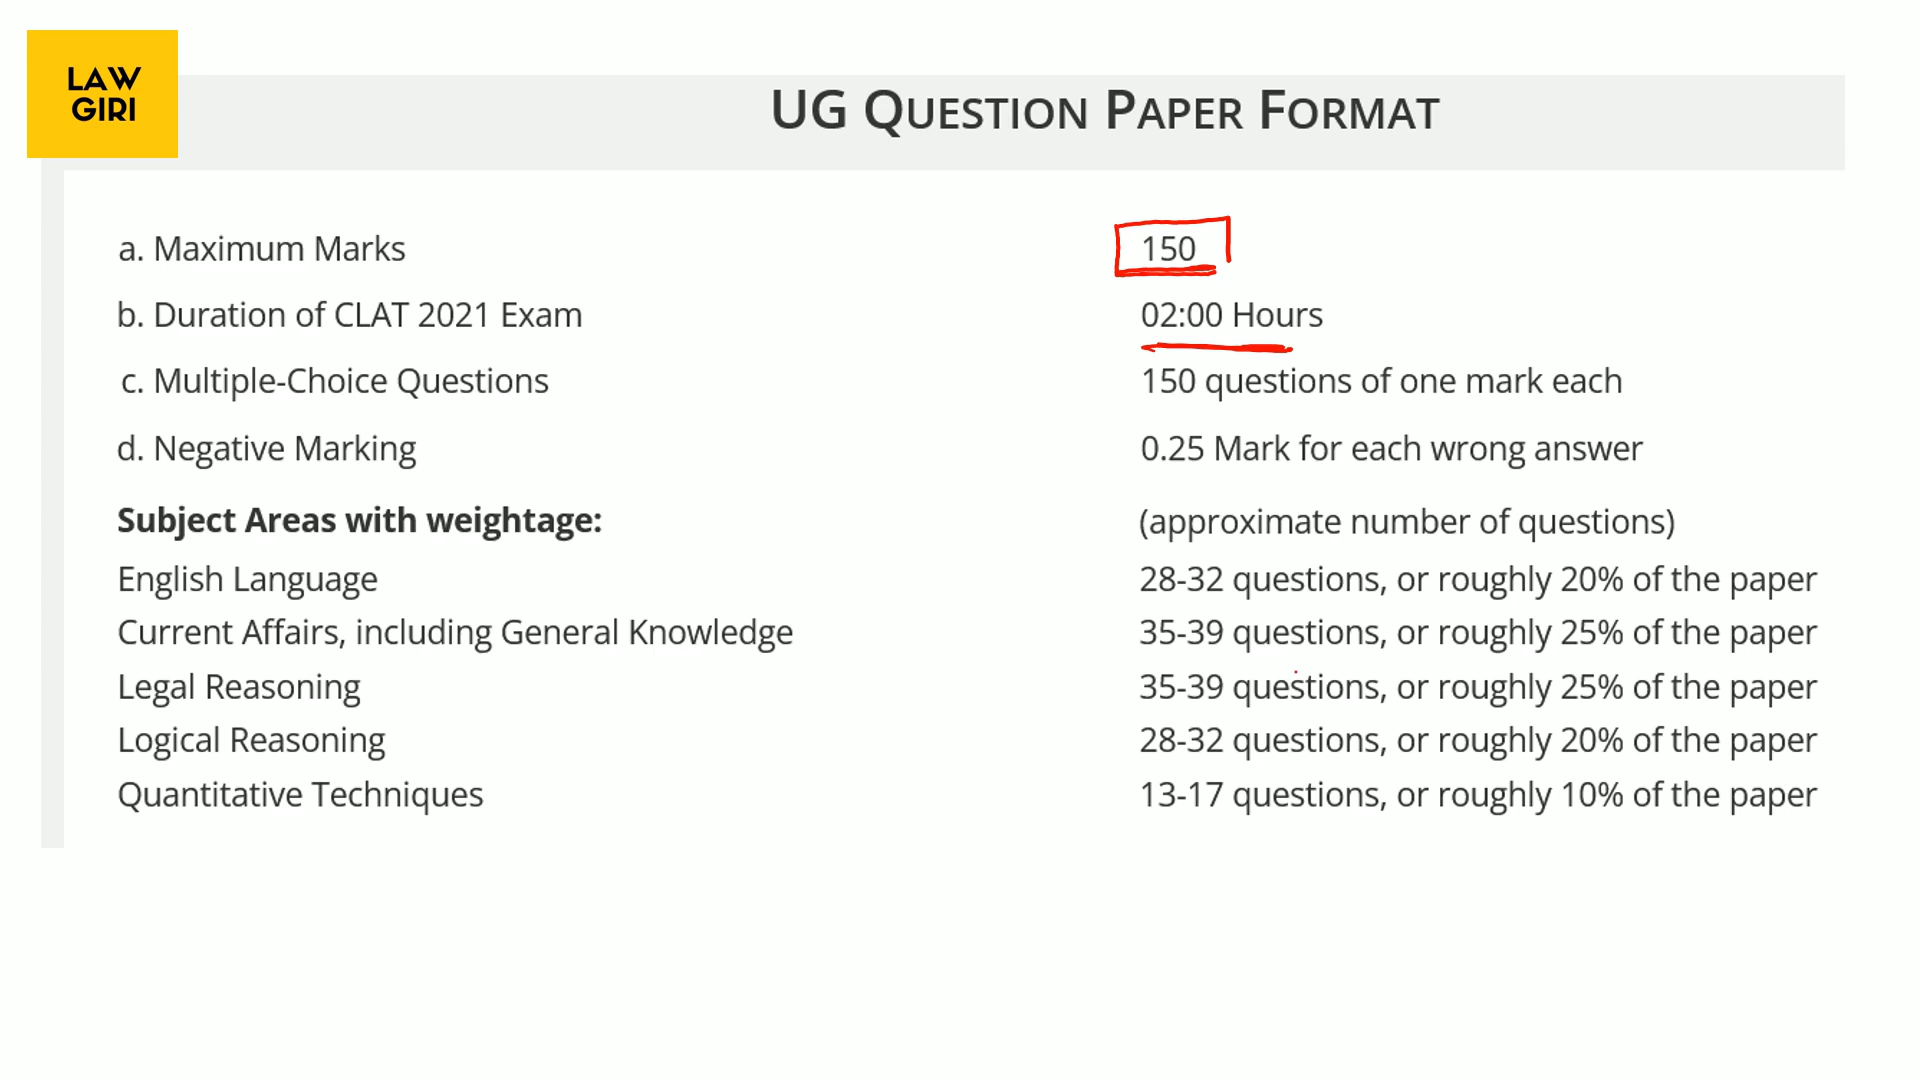 LAW
GIRI
UG QUESTION PAPER FORMAT
a. Maximum Marks 150
b. Duration of CLAT 2021 Exam 02:00 Hours
c. Multiple-Choice Questions 150 questions of one mark each
d. Negative Marking 0.25 Mark for each wrong answer
Subject Areas with weightage: (approximate number of questions)
English Language 28-32 questions, or roughly 20% of the paper
Current Affairs, including General Knowledge 35-39 questions, or roughly 25% of the paper
Legal Reasoning 35-39 questions, or roughly 25% of the paper
Logical Reasoning 28-32 questions, or roughly 20% of the paper
Quantitative Techniques 13-17 questions, or roughly 10% of the paper